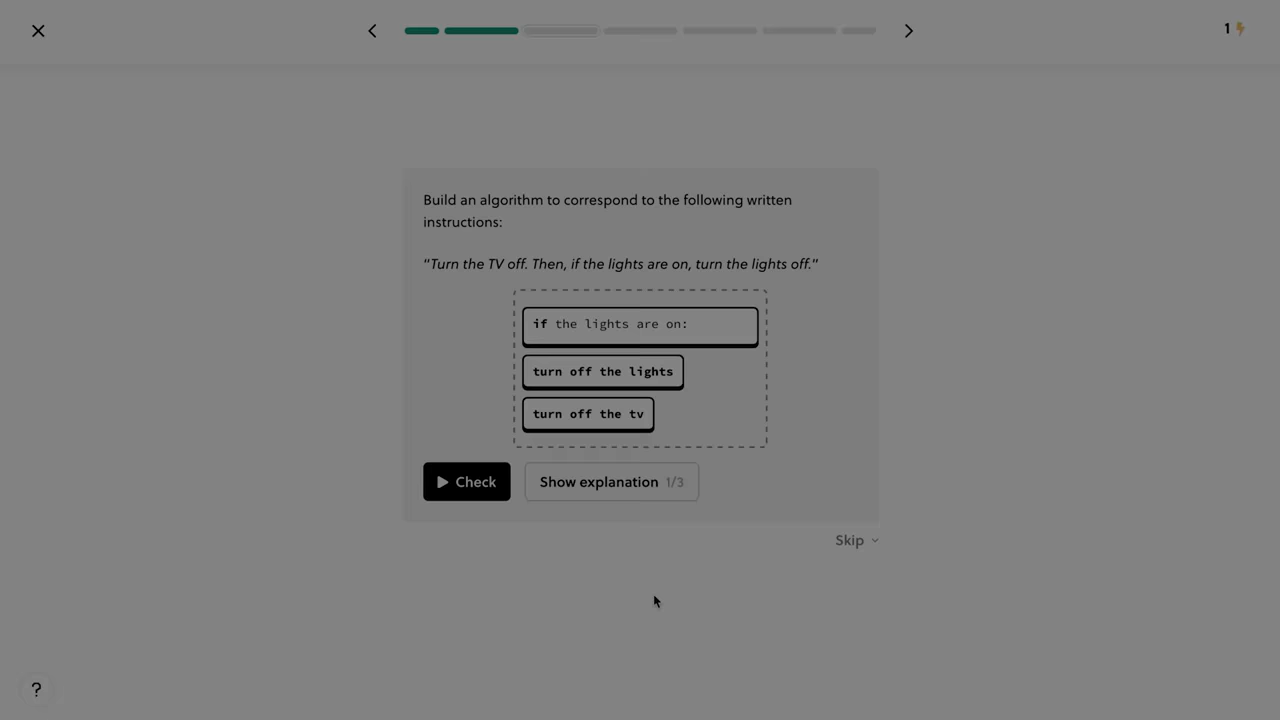 1
Build an algorithm to correspond to the following written
instructions:
"Turn the TV off. Then, if the lights are on, turn the lights off."
if the lights are on:
turn off the lights
turn off the tv
Check
Show explanation 1/3
Skip
?